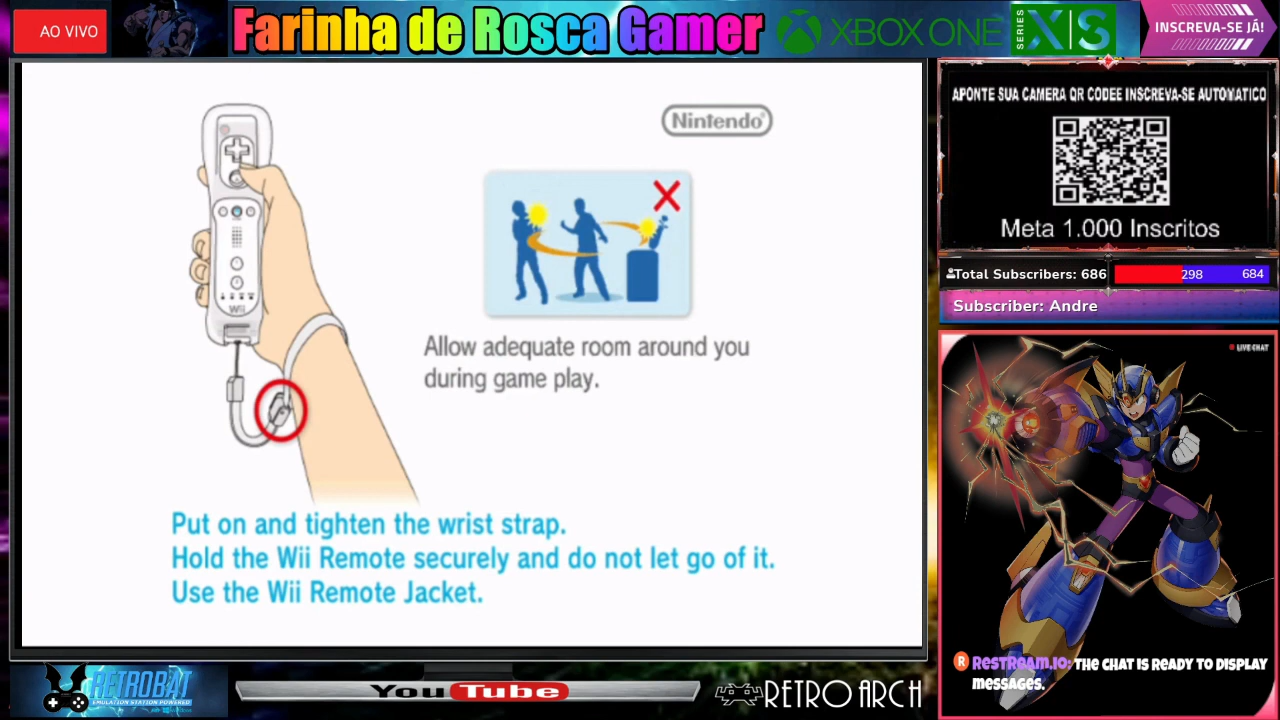 AO VIVO
Farinha de Rosca Gamer
XBOX ONE
SERIES X|S
INSCREVA-SE JÁ!
Nintendo
Wii
Allow adequate room around you
during game play.
Put on and tighten the wrist strap.
Hold the Wii Remote securely and do not let go of it.
Use the Wii Remote Jacket.
APONTE SUA CAMERA QR CODEE INSCREVA-SE AUTOMATICO
Meta 1.000 Inscritos
Total Subscribers: 686
298
684
Subscriber: Andre
LIVE CHAT
Restream.io: The chat is ready to display
messages.
RETROBAT
EMULATION STATION POWERED
YouTube
RETRO ARCH